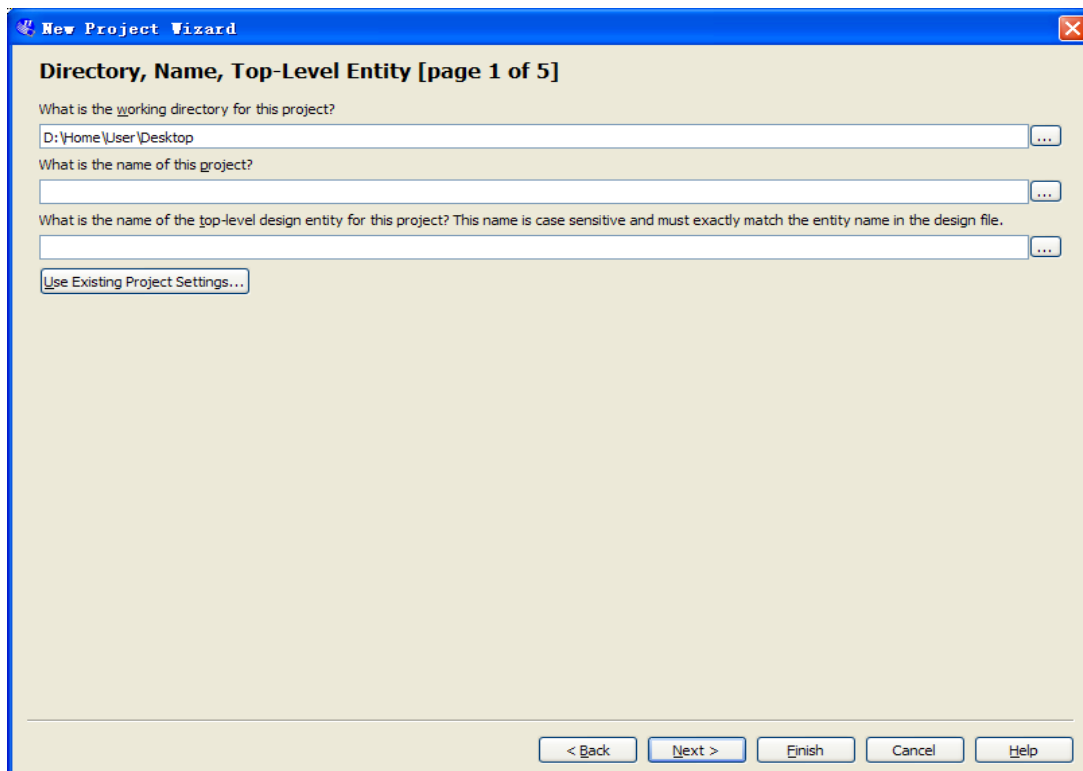 New Project Wizard
Directory, Name, Top-Level Entity [page 1 of 5]
What is the working directory for this project?
D:\Home\User\Desktop
...
What is the name of this project?
...
What is the name of the top-level design entity for this project? This name is case sensitive and must exactly match the entity name in the design file.
...
Use Existing Project Settings...
< Back Next > Finish Cancel Help